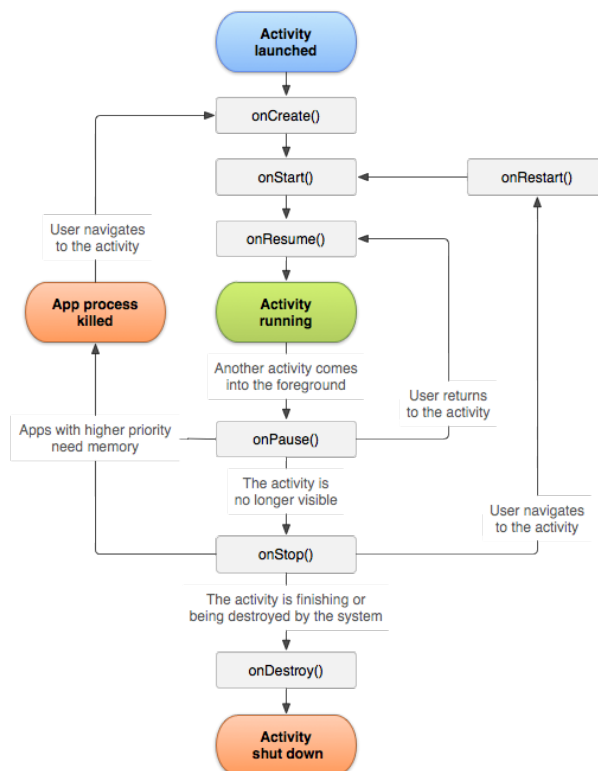 Activity
launched
onCreate()
onStart()
onRestart()
User navigates
to the activity
onResume()
App process
killed
Activity
running
Another activity comes
into the foreground
User returns
to the activity
Apps with higher priority
need memory
onPause()
The activity is
no longer visible
User navigates
to the activity
onStop()
The activity is finishing or
being destroyed by the system
onDestroy()
Activity
shut down